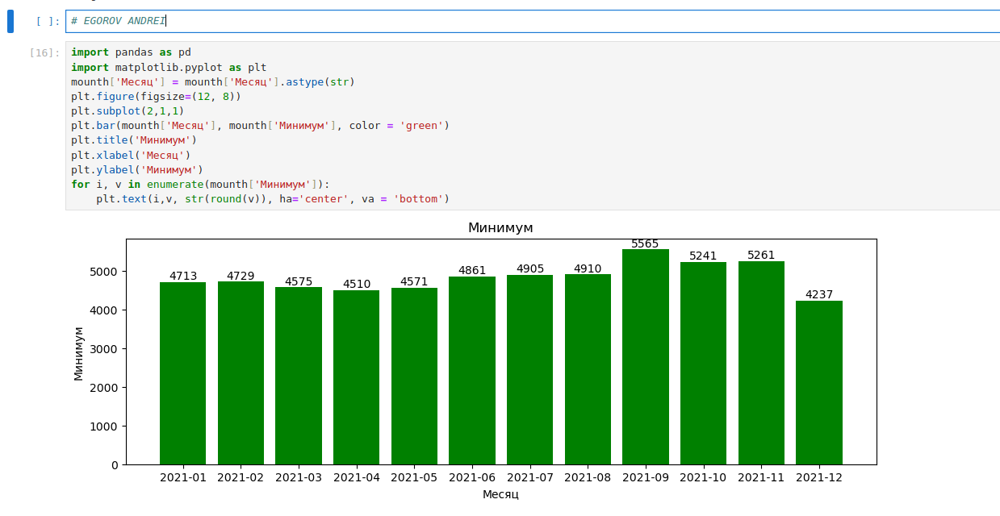 [ ]: # EGOROV ANDREI
[16]: import pandas as pd
import matplotlib.pyplot as plt
mounth['Месяц'] = mounth['Месяц'].astype(str)
plt.figure(figsize=(12, 8))
plt.subplot(2,1,1)
plt.bar(mounth['Месяц'], mounth['Минимум'], color = 'green')
plt.title('Минимум')
plt.xlabel('Месяц')
plt.ylabel('Минимум')
for i, v in enumerate(mounth['Минимум']):
    plt.text(i,v, str(round(v)), ha='center', va = 'bottom')
Минимум
4713 4729 4575 4510 4571 4861 4905 4910 5565 5241 5261 4237
5000
4000
3000
2000
1000
0
Минимум
2021-01 2021-02 2021-03 2021-04 2021-05 2021-06 2021-07 2021-08 2021-09 2021-10 2021-11 2021-12
Месяц